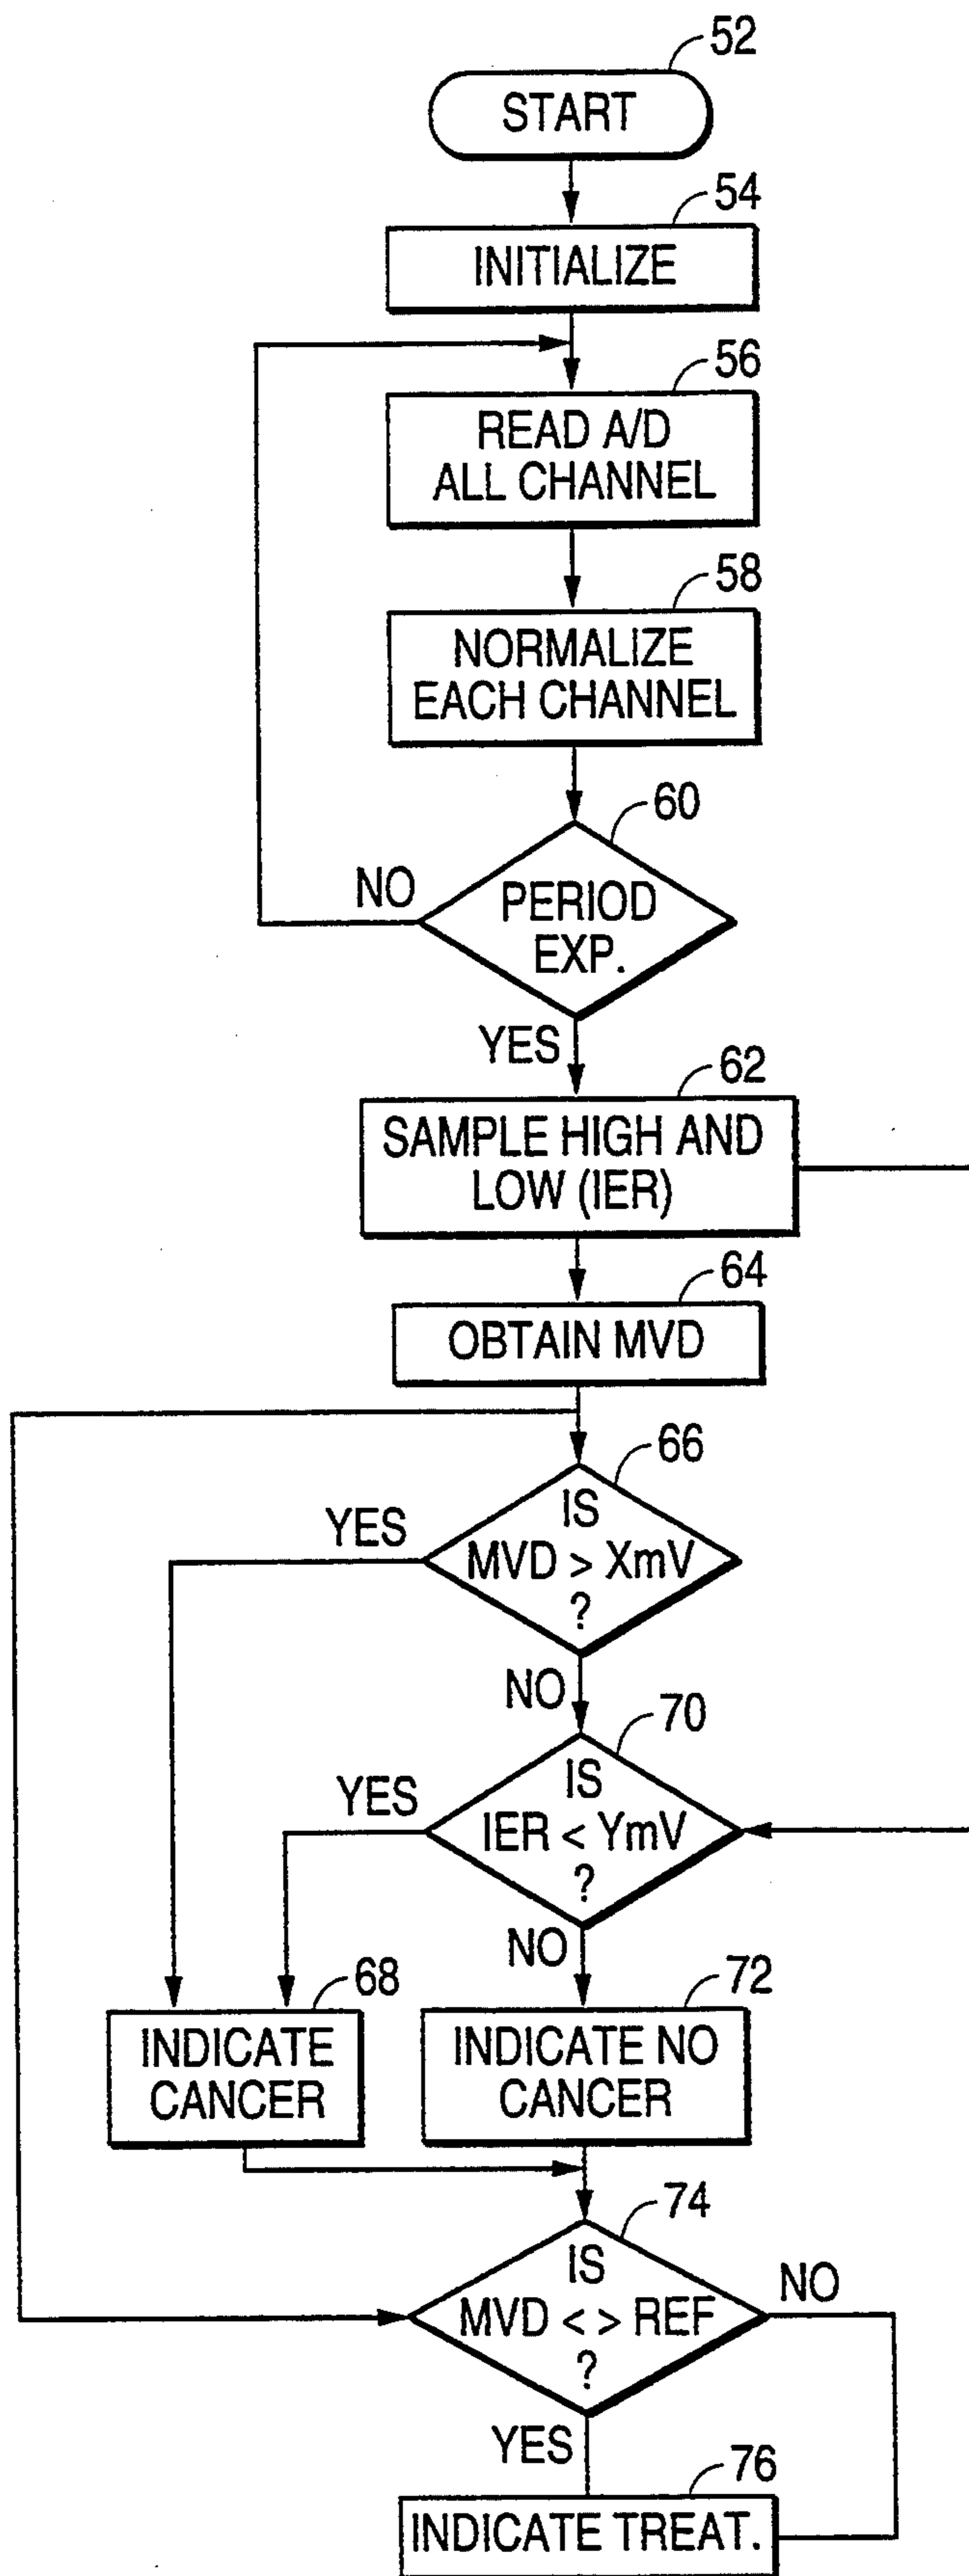 52
START
54
INITIALIZE
56
READ A/D
ALL CHANNEL
58
NORMALIZE
EACH CHANNEL
60
NO
PERIOD
EXP.
YES
62
SAMPLE HIGH AND
LOW (IER)
64
OBTAIN MVD
66
YES
IS
MVD > XmV
?
NO
70
YES
IS
IER < YmV
?
NO
68
72
INDICATE
CANCER
INDICATE NO
CANCER
74
IS
MVD < > REF
?
NO
YES
76
INDICATE TREAT.